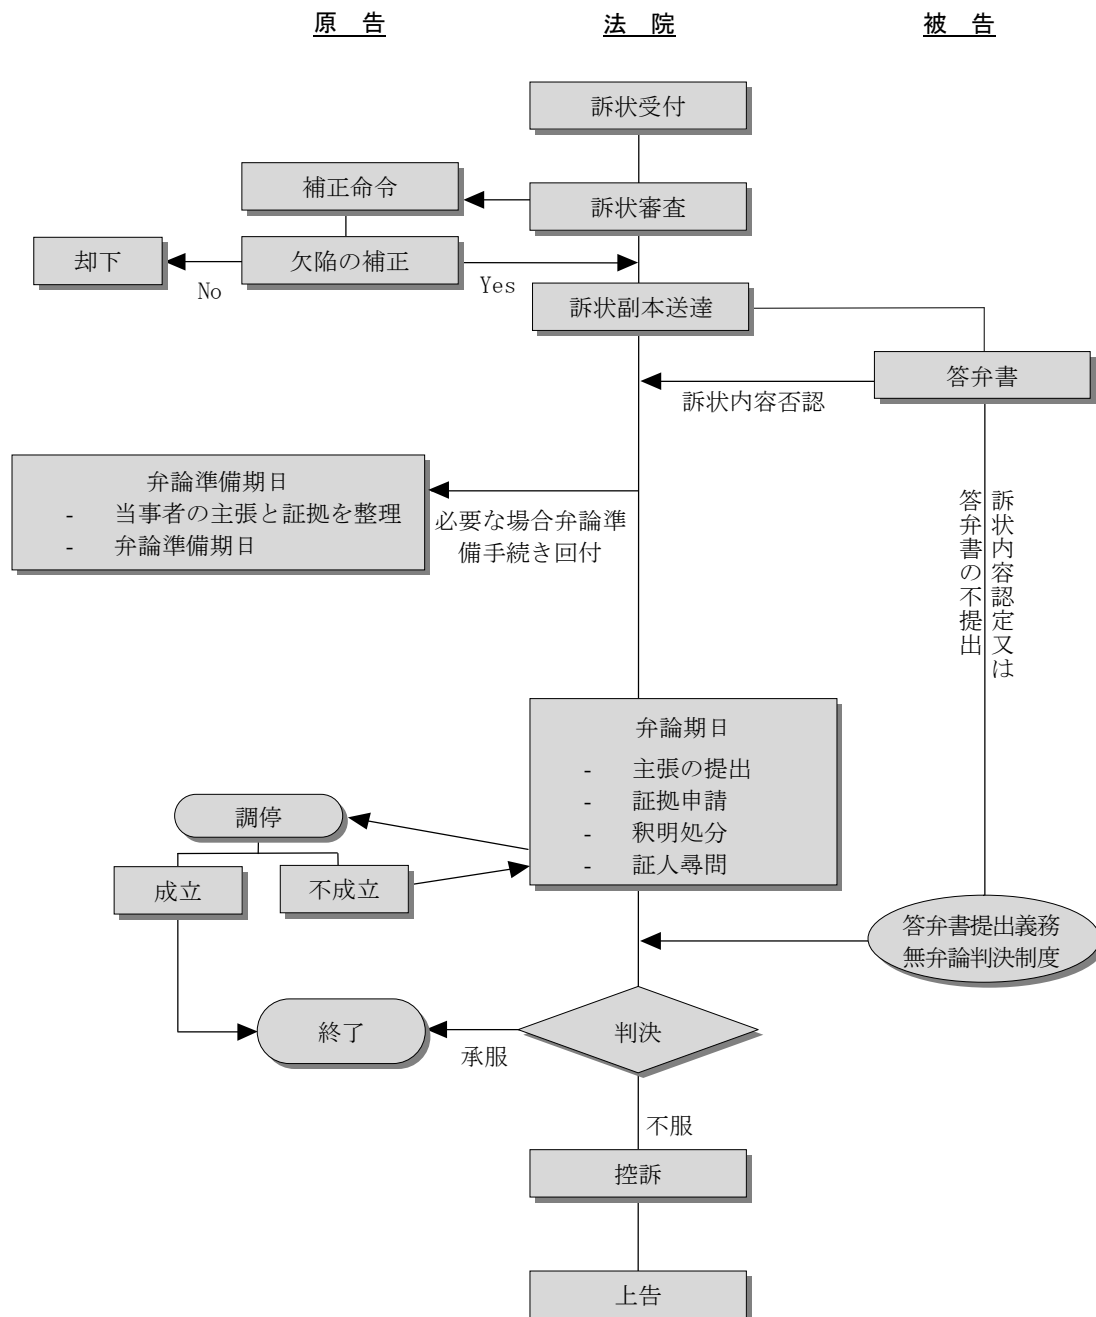 原　告
法　院
被　告
訴状受付
補正命令
訴状審査
却下
欠陥の補正
No
Yes
訴状副本送達
答弁書
訴状内容否認
弁論準備期日
- 当事者の主張と証拠を整理
- 弁論準備期日
必要な場合弁論準
備手続き回付
訴状内容認定又は
答弁書の不提出
弁論期日
- 主張の提出
- 証拠申請
- 釈明処分
- 証人尋問
調停
成立
不成立
答弁書提出義務
無弁論判決制度
終了
承服
判決
不服
控訴
上告